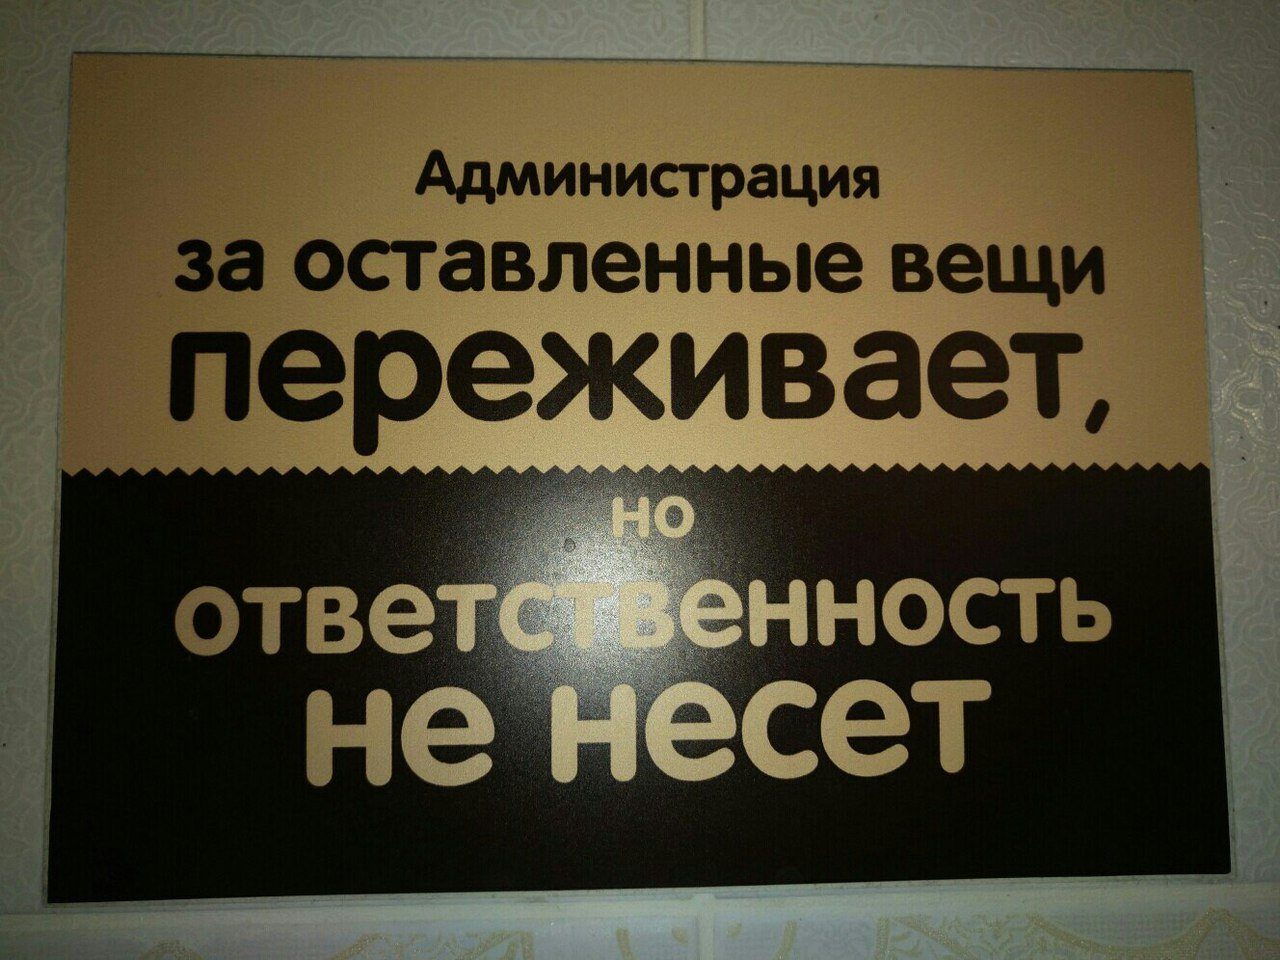 Администрация
за оставленные вещи
переживает,
но
ответственность
не несет